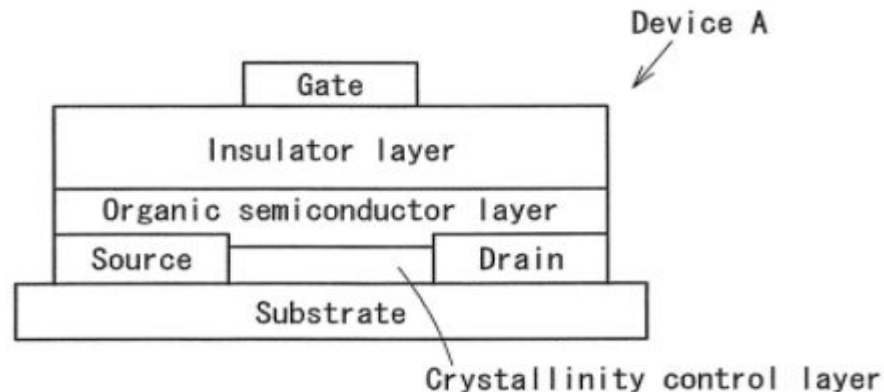 Device A
Gate
Insulator layer
Organic semiconductor layer
Source
Drain
Substrate
Crystallinity control layer